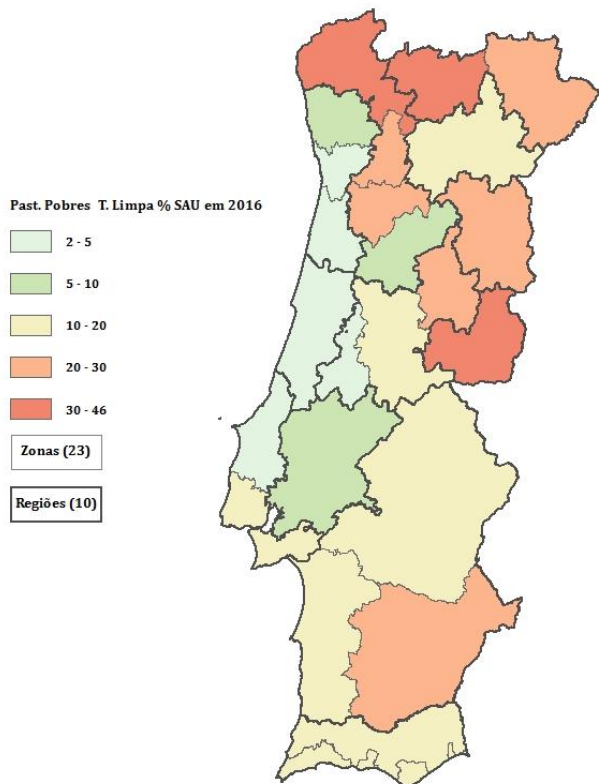 Past. Pobres T. Limpa % SAU em 2016
2 - 5
5 - 10
10 - 20
20 - 30
30 - 46
Zonas (23)
Regiões (10)